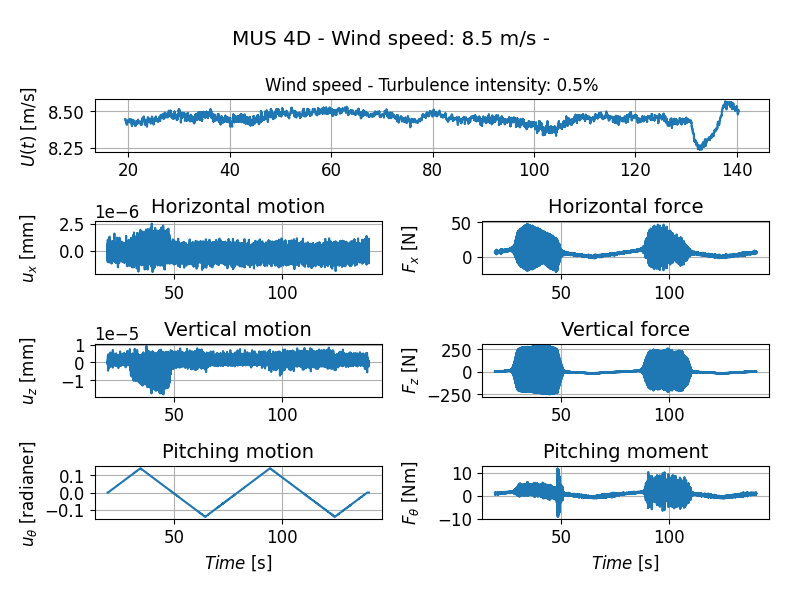 MUS 4D - Wind speed: 8.5 m/s -
Wind speed - Turbulence intensity: 0.5%
U(t) [m/s]
8.50
8.25
20 40 60 80 100 120 140
Horizontal motion
1e−6
u_x [mm]
2.5
0.0
50 100
Horizontal force
F_x [N]
50
0
50 100
Vertical motion
1e−5
u_z [mm]
1
0
−1
50 100
Vertical force
F_z [N]
250
0
−250
50 100
Pitching motion
u_θ [radianer]
0.1
0.0
−0.1
50 100
Time [s]
Pitching moment
F_θ [Nm]
10
0
−10
50 100
Time [s]